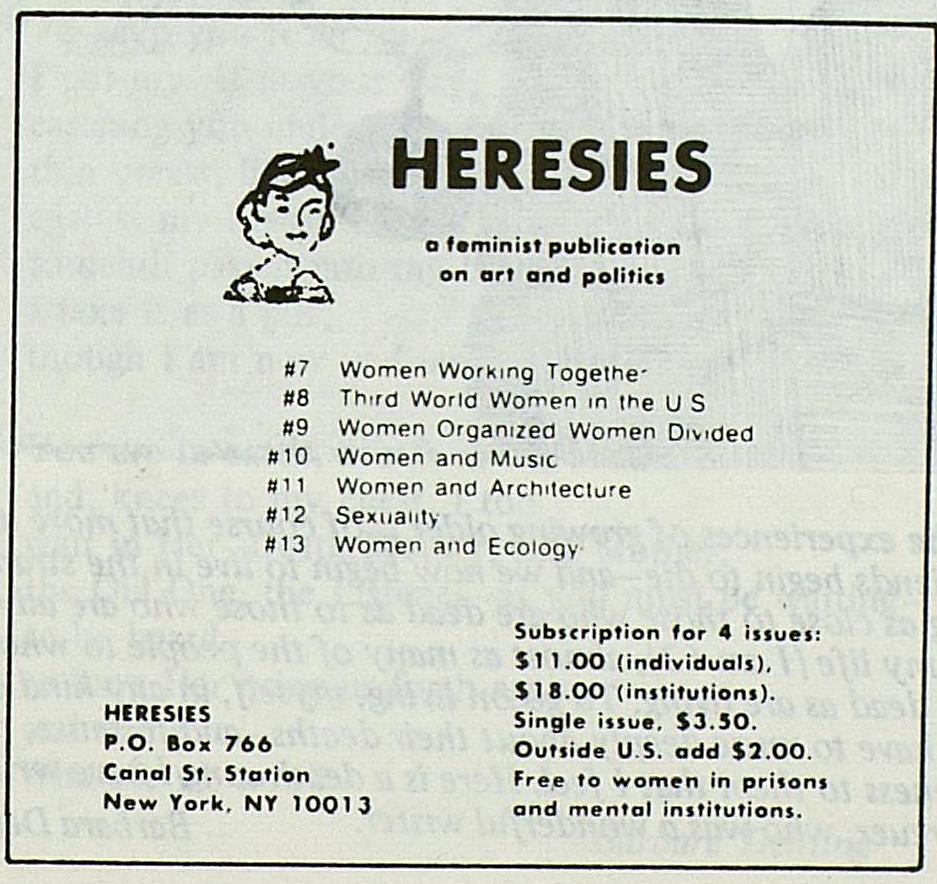 HERESIES
a feminist publication
on art and politics
#7 Women Working Together
#8 Third World Women in the U S
#9 Women Organized Women Divided
#10 Women and Music
#11 Women and Architecture
#12 Sexuality
#13 Women and Ecology
HERESIES
P.O. Box 766
Canal St. Station
New York, NY 10013
Subscription for 4 issues:
$11.00 (individuals),
$18.00 (institutions).
Single issue, $3.50.
Outside U.S. add $2.00.
Free to women in prisons
and mental institutions.